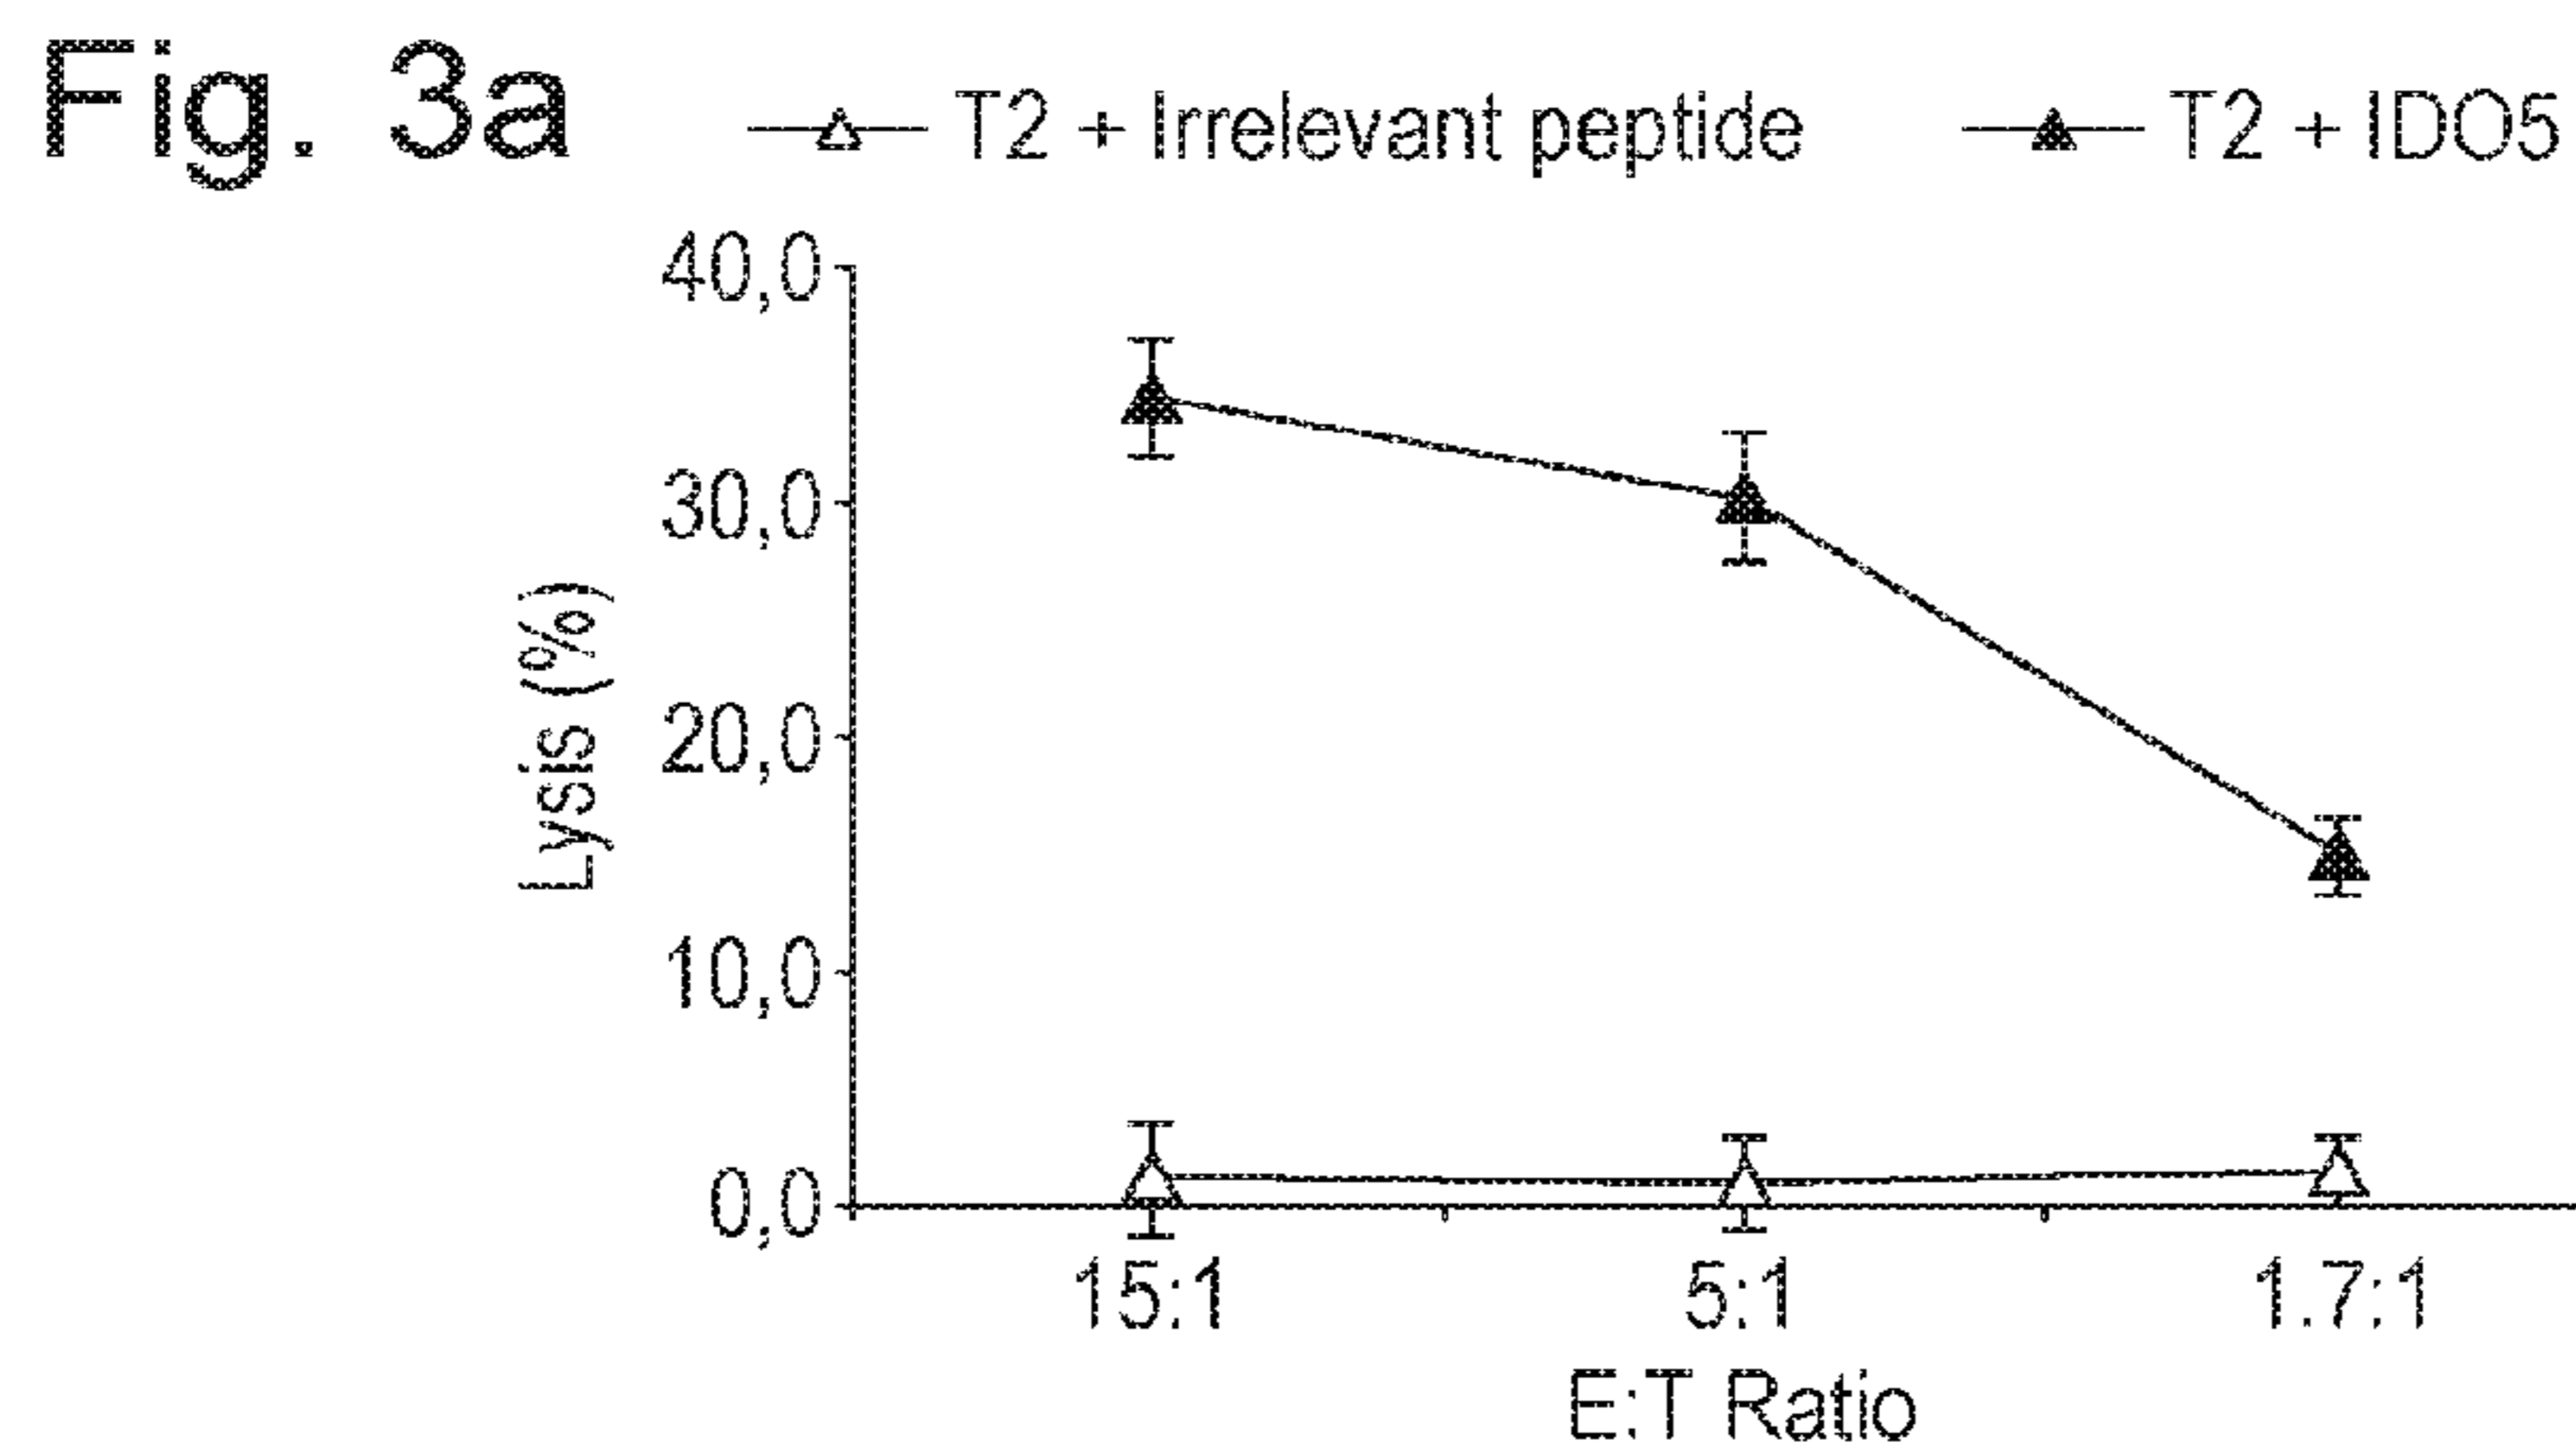 Fig. 3a
T2 + Irrelevant peptide T2 + IDO5
40,0
30,0
20,0
10,0
0,0
Lysis (%)
15:1 5:1 1.7:1
E:T Ratio